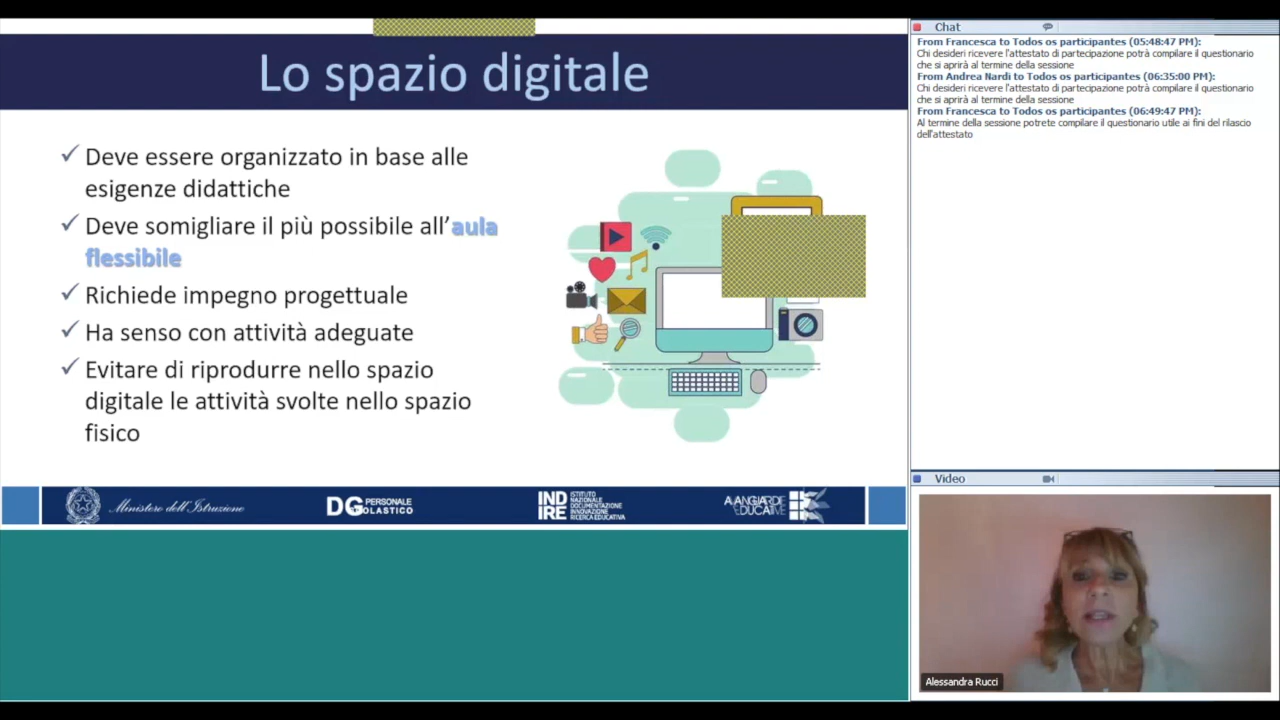 Lo spazio digitale
Deve essere organizzato in base alle
esigenze didattiche
Deve somigliare il più possibile all'aula
flessibile
Richiede impegno progettuale
Ha senso con attività adeguate
Evitare di riprodurre nello spazio
digitale le attività svolte nello spazio
fisico
Ministero dell'Istruzione
DG PERSONALE
SCOLASTICO
INDIRE
ISTITUTO
NAZIONALE
DOCUMENTAZIONE
INNOVAZIONE
RICERCA EDUCATIVA
AVANGUARDIE
EDUCATIVE
Chat
From Francesca to Todos os participantes (05:48:47 PM):
Chi desideri ricevere l'attestato di partecipazione potrà compilare il questionario
che si aprirà al termine della sessione
From Andrea Nardi to Todos os participantes (06:35:00 PM):
Chi desideri ricevere l'attestato di partecipazione potrà compilare il questionario
che si aprirà al termine della sessione
From Francesca to Todos os participantes (06:49:47 PM):
Al termine della sessione potrete compilare il questionario utile ai fini del rilascio
dell'attestato
Video
Alessandra Rucci